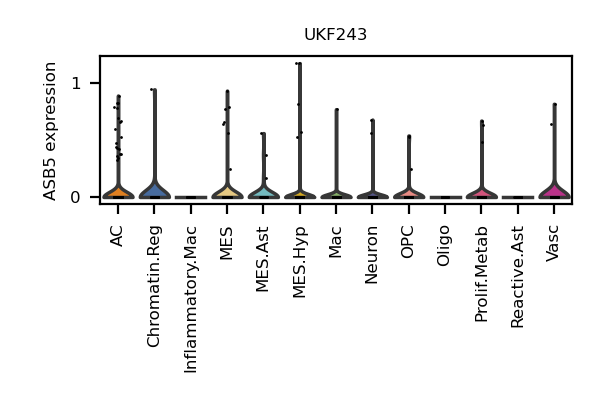 UKF243
ASB5 expression
1
0
AC
Chromatin.Reg
Inflammatory.Mac
MES
MES.Ast
MES.Hyp
Mac
Neuron
OPC
Oligo
Prolif.Metab
Reactive.Ast
Vasc